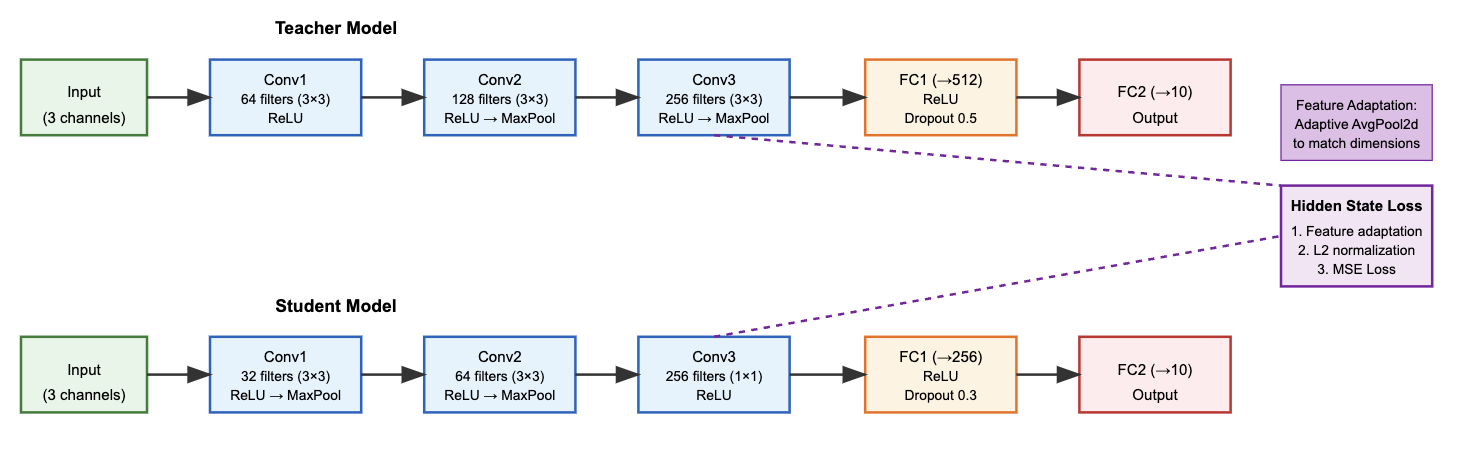 Teacher Model
Input
(3 channels)
Conv1
64 filters (3×3)
ReLU
Conv2
128 filters (3×3)
ReLU → MaxPool
Conv3
256 filters (3×3)
ReLU → MaxPool
FC1 (→512)
ReLU
Dropout 0.5
FC2 (→10)
Output
Feature Adaptation:
Adaptive AvgPool2d
to match dimensions
Hidden State Loss
1. Feature adaptation
2. L2 normalization
3. MSE Loss
Student Model
Input
(3 channels)
Conv1
32 filters (3×3)
ReLU → MaxPool
Conv2
64 filters (3×3)
ReLU → MaxPool
Conv3
256 filters (1×1)
ReLU
FC1 (→256)
ReLU
Dropout 0.3
FC2 (→10)
Output